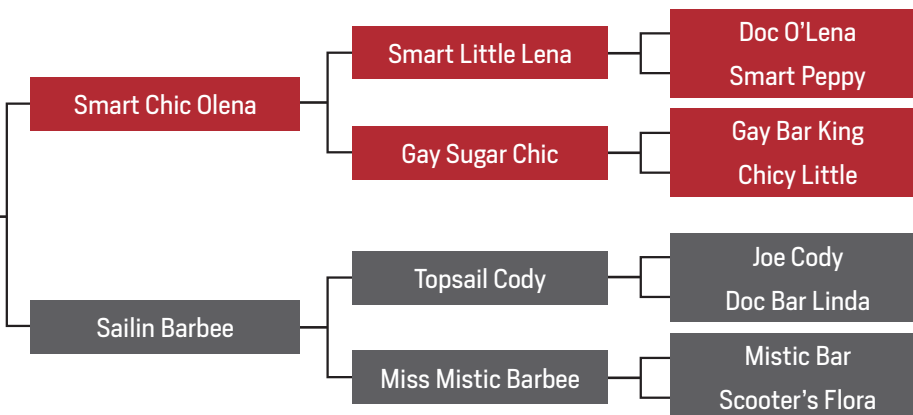 Smart Chic Olena
Smart Little Lena
Doc O'Lena
Smart Peppy
Gay Sugar Chic
Gay Bar King
Chicy Little
Sailin Barbee
Topsail Cody
Joe Cody
Doc Bar Linda
Miss Mistic Barbee
Mistic Bar
Scooter's Flora